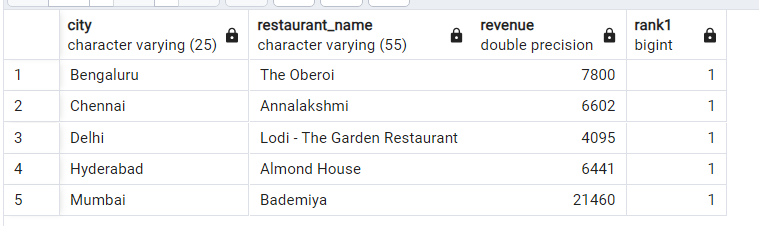 city restaurant_name revenue rank1
character varying (25) character varying (55) double precision bigint
1 Bengaluru The Oberoi 7800 1
2 Chennai Annalakshmi 6602 1
3 Delhi Lodi - The Garden Restaurant 4095 1
4 Hyderabad Almond House 6441 1
5 Mumbai Bademiya 21460 1